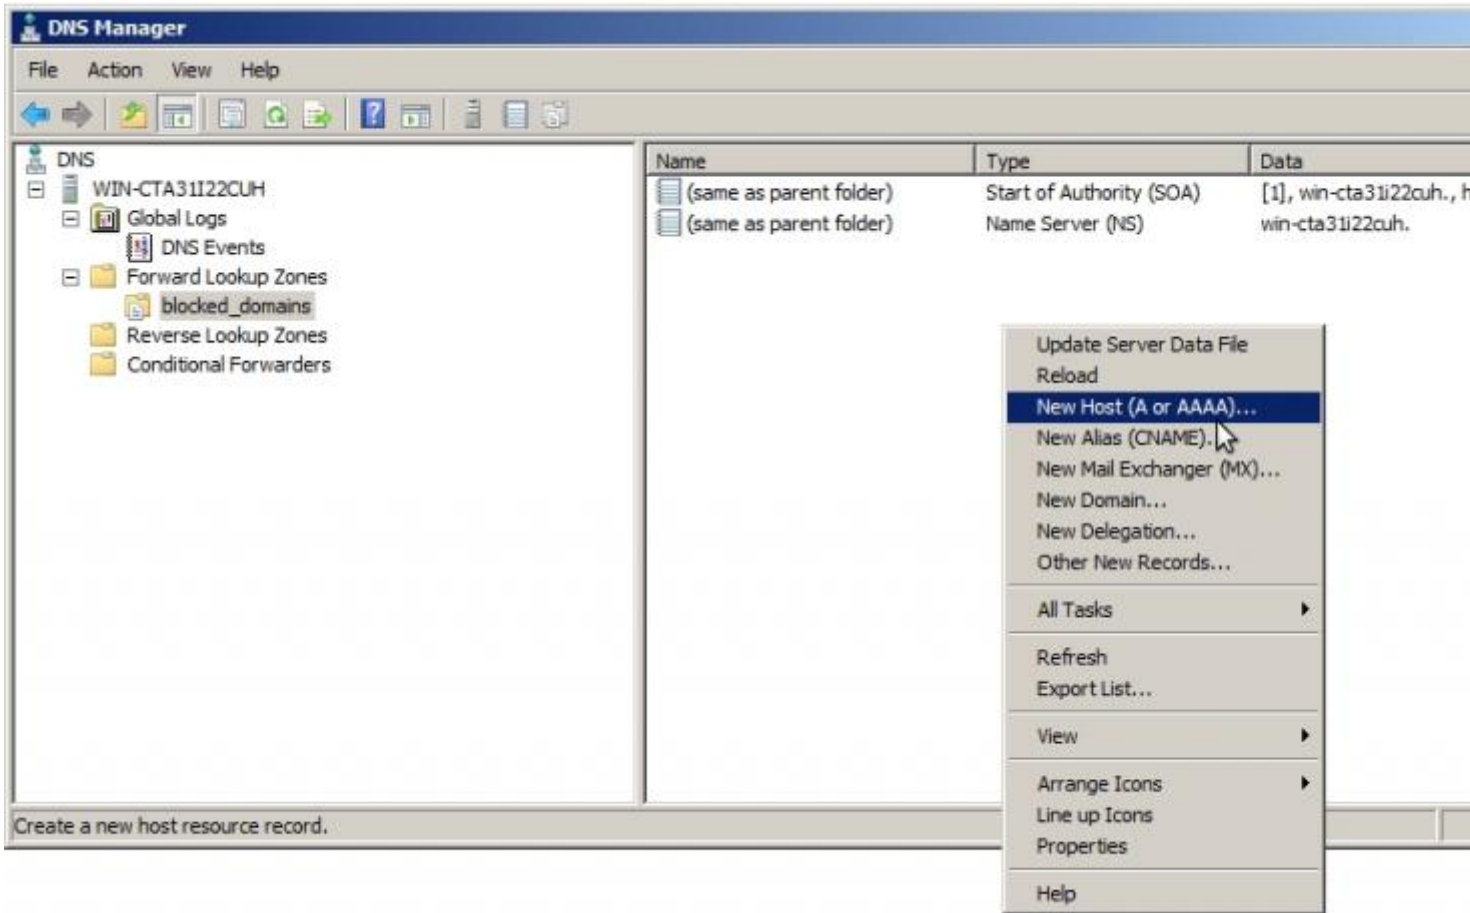 DNS Manager
File Action View Help
DNS
WIN-CTA31I22CUH
Global Logs
DNS Events
Forward Lookup Zones
blocked_domains
Reverse Lookup Zones
Conditional Forwarders
Name Type Data
(same as parent folder) Start of Authority (SOA) [1], win-cta31i22cuh., h
(same as parent folder) Name Server (NS) win-cta31i22cuh.
Update Server Data File
Reload
New Host (A or AAAA)...
New Alias (CNAME).
New Mail Exchanger (MX)...
New Domain...
New Delegation...
Other New Records...
All Tasks
Refresh
Export List...
View
Arrange Icons
Line up Icons
Properties
Help
Create a new host resource record.